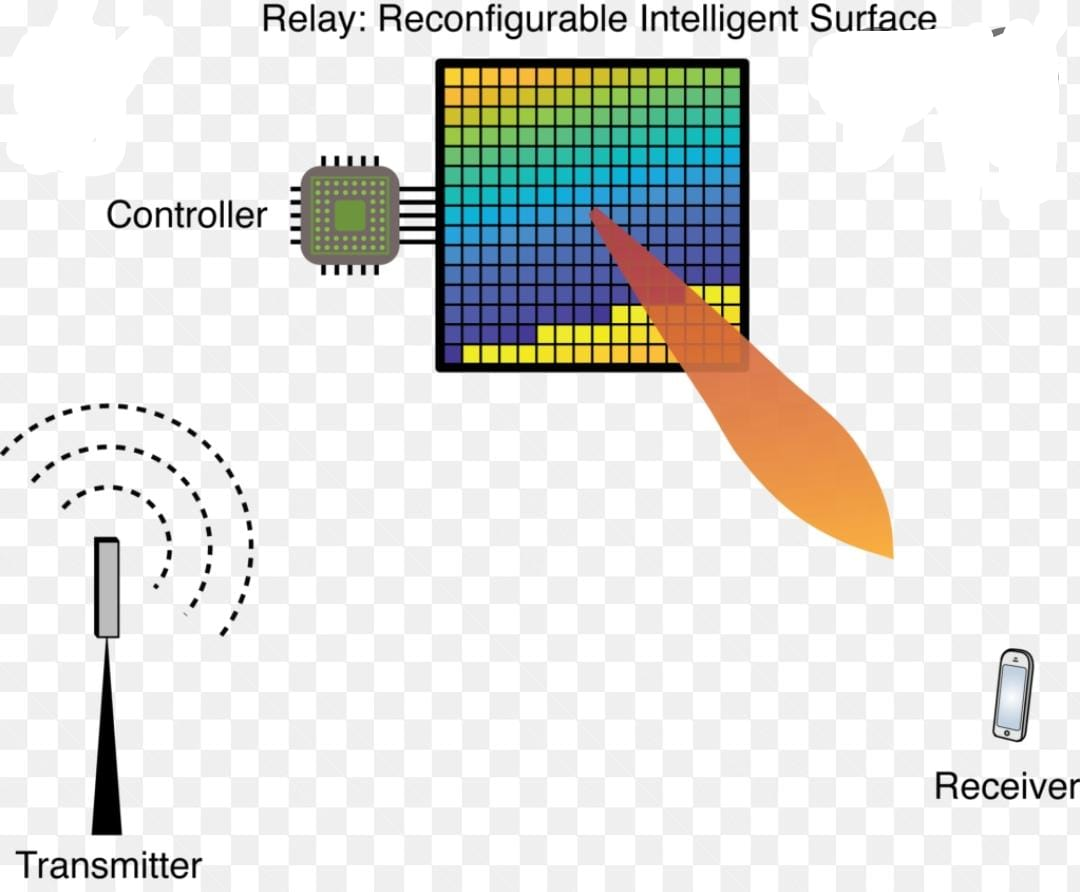 Relay: Reconfigurable Intelligent Surface
Controller
Receiver
Transmitter